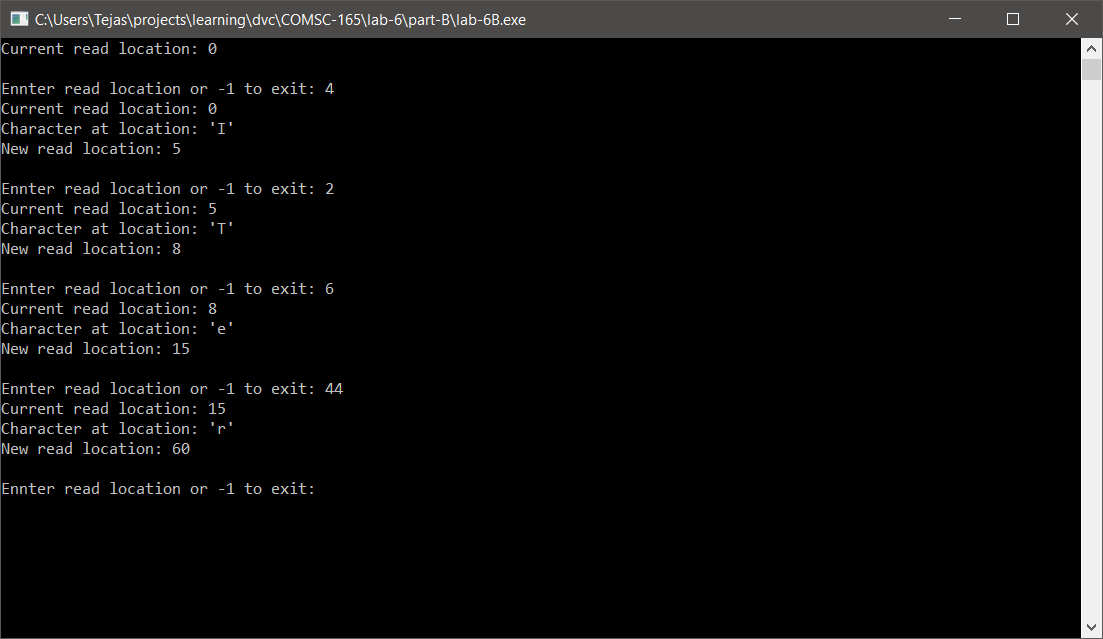 C:\Users\Tejas\projects\learning\dvc\COMSC-165\lab-6\part-B\lab-6B.exe
Current read location: 0
Ennter read location or -1 to exit: 4
Current read location: 0
Character at location: 'I'
New read location: 5
Ennter read location or -1 to exit: 2
Current read location: 5
Character at location: 'T'
New read location: 8
Ennter read location or -1 to exit: 6
Current read location: 8
Character at location: 'e'
New read location: 15
Ennter read location or -1 to exit: 44
Current read location: 15
Character at location: 'r'
New read location: 60
Ennter read location or -1 to exit: